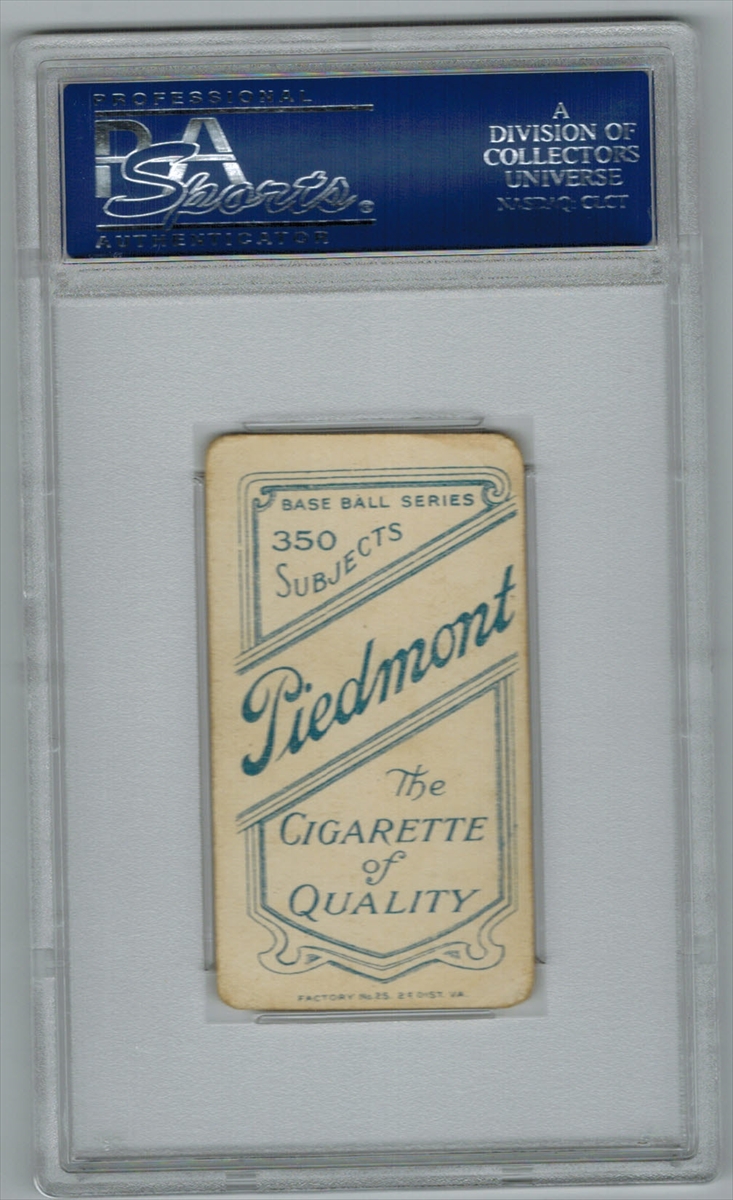 PROFESSIONAL
PSA
Sports®
AUTHENTICATOR
A
DIVISION OF
COLLECTORS
UNIVERSE
NASDAQ: CLCT
BASE BALL SERIES
350
SUBJECTS
Piedmont
The
CIGARETTE
of
QUALITY
FACTORY No 25. 2D DIST. VA.